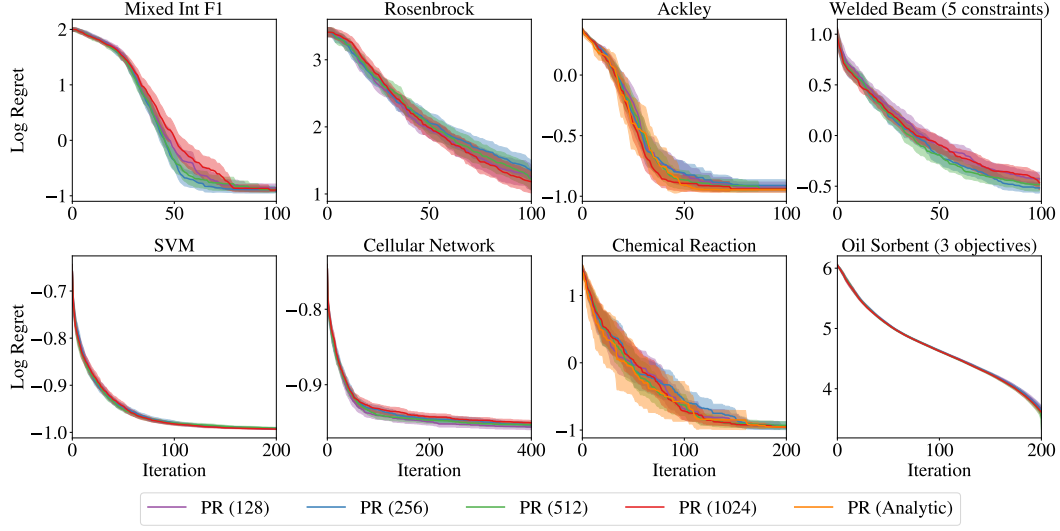 Mixed Int F1
Rosenbrock
Ackley
Welded Beam (5 constraints)
Log Regret
2
1
0
−1
0
50
100
3
2
1
0
50
100
0.0
−0.5
−1.0
0
50
100
1.0
0.5
0.0
−0.5
0
50
100
SVM
Cellular Network
Chemical Reaction
Oil Sorbent (3 objectives)
Log Regret
−0.7
−0.8
−0.9
−1.0
0
100
200
Iteration
−0.8
−0.9
0
200
400
Iteration
1
0
−1
0
100
200
Iteration
6
5
4
0
100
200
Iteration
PR (128)
PR (256)
PR (512)
PR (1024)
PR (Analytic)